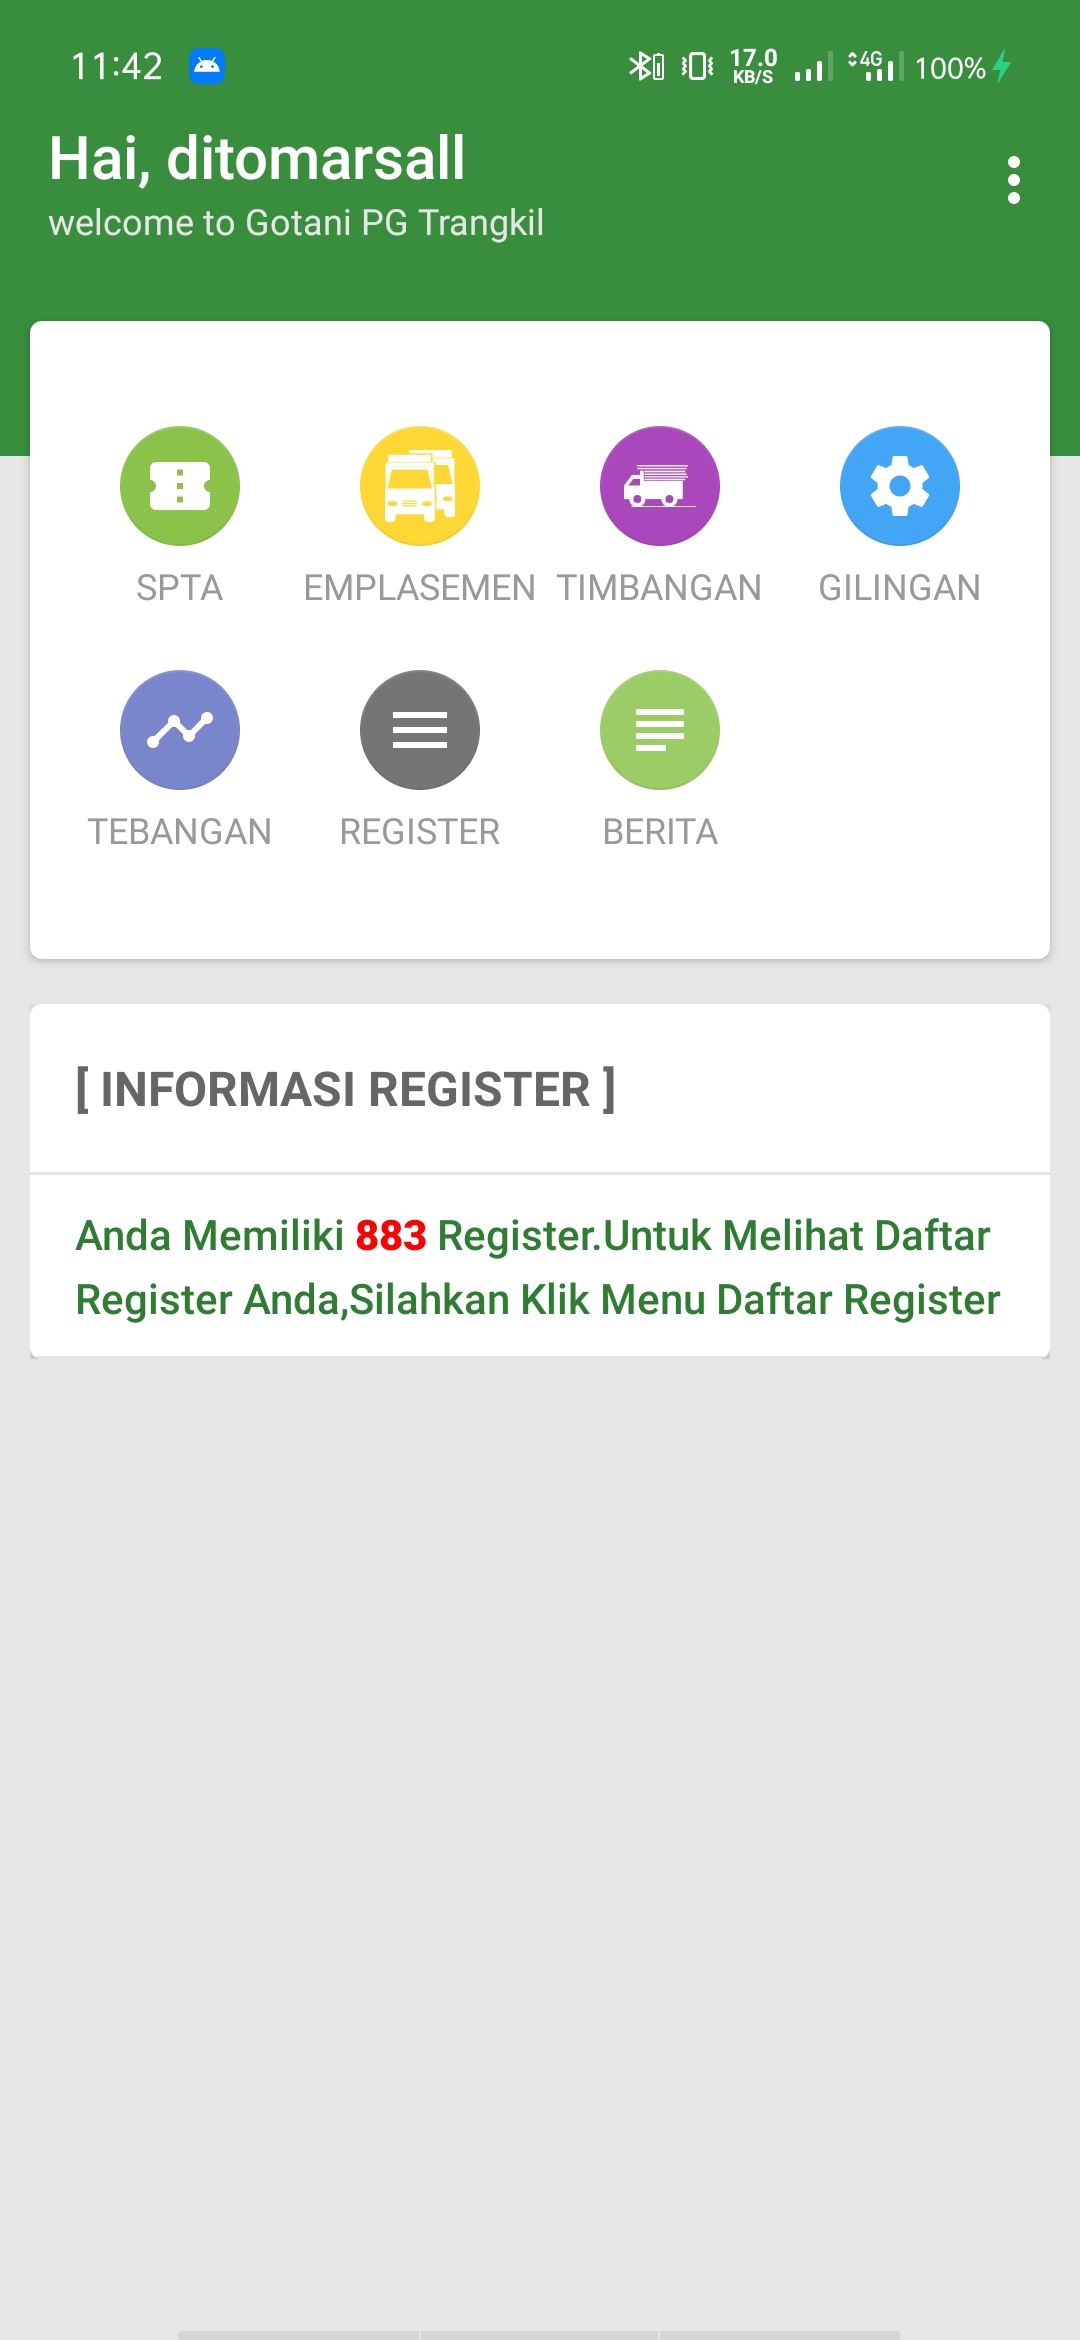 11:42
17.0
KB/S
4G
100%
Hai, ditomarsall
welcome to Gotani PG Trangkil
SPTA
EMPLASEMEN
TIMBANGAN
GILINGAN
TEBANGAN
REGISTER
BERITA
[ INFORMASI REGISTER ]
Anda Memiliki 883 Register.Untuk Melihat Daftar
Register Anda,Silahkan Klik Menu Daftar Register